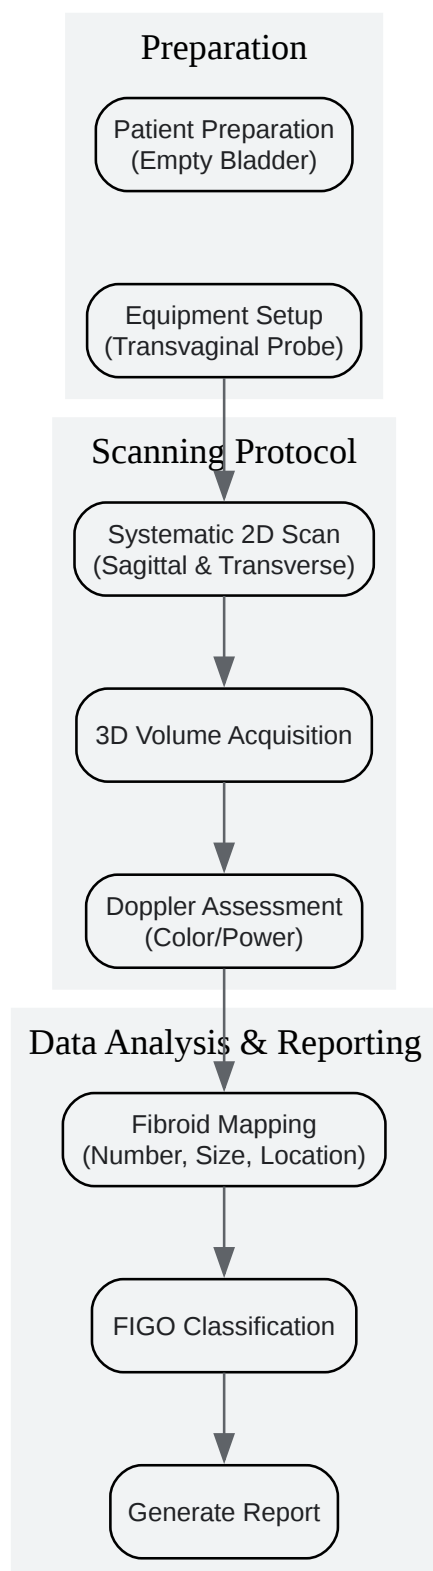 Preparation
Patient Preparation
(Empty Bladder)
Equipment Setup
(Transvaginal Probe)
Scanning Protocol
Systematic 2D Scan
(Sagittal & Transverse)
3D Volume Acquisition
Doppler Assessment
(Color/Power)
Data Analysis & Reporting
Fibroid Mapping
(Number, Size, Location)
FIGO Classification
Generate Report